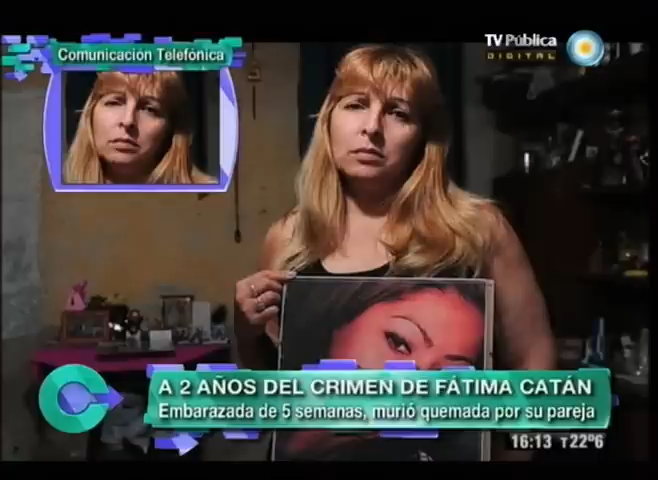 Comunicación Telefónica
TV Pública
DIGITAL
A 2 AÑOS DEL CRIMEN DE FÁTIMA CATÁN
Embarazada de 5 semanas, murió quemada por su pareja
16:13 T22º6